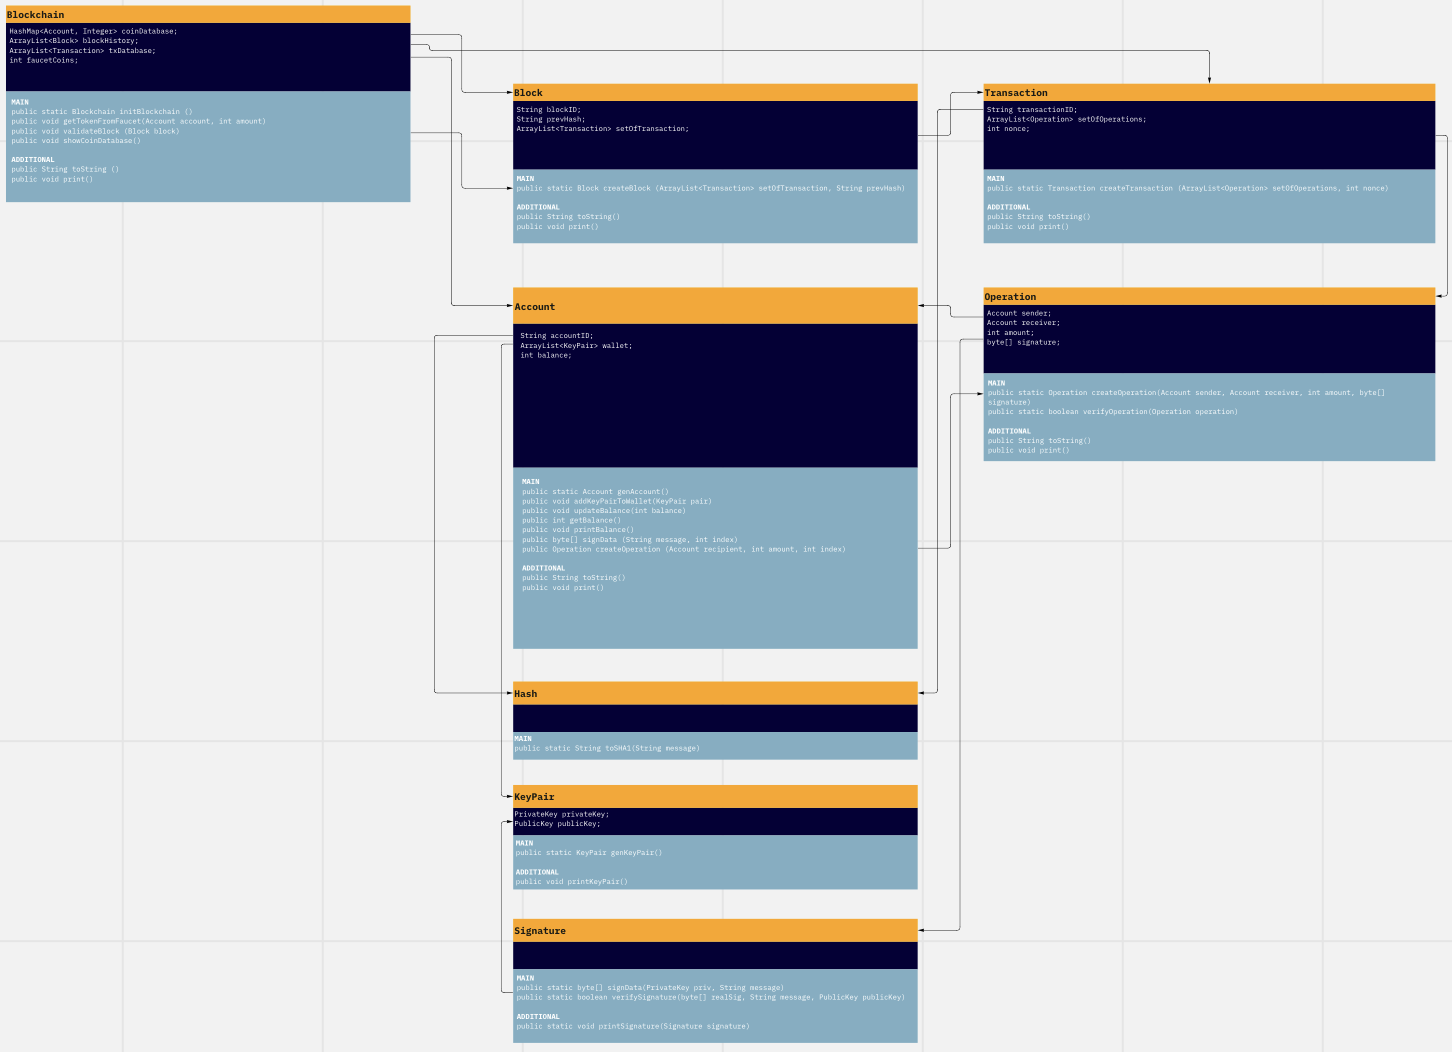 Blockchain
HashMap<Account, Integer> coinDatabase;
ArrayList<Block> blockHistory;
ArrayList<Transaction> txDatabase;
int faucetCoins;
MAIN
public static Blockchain initBlockchain ()
public void getTokenFromFaucet(Account account, int amount)
public void validateBlock (Block block)
public void showCoinDatabase()
ADDITIONAL
public String toString ()
public void print()
Block
String blockID;
String prevHash;
ArrayList<Transaction> setOfTransaction;
MAIN
public static Block createBlock (ArrayList<Transaction> setOfTransaction, String prevHash)
ADDITIONAL
public String toString()
public void print()
Transaction
String transactionID;
ArrayList<Operation> setOfOperations;
int nonce;
MAIN
public static Transaction createTransaction (ArrayList<Operation> setOfOperations, int nonce)
ADDITIONAL
public String toString()
public void print()
Account
String accountID;
ArrayList<KeyPair> wallet;
int balance;
MAIN
public static Account genAccount()
public void addKeyPairToWallet(KeyPair pair)
public void updateBalance(int balance)
public int getBalance()
public void printBalance()
public byte[] signData (String message, int index)
public Operation createOperation (Account recipient, int amount, int index)
ADDITIONAL
public String toString()
public void print()
Operation
Account sender;
Account receiver;
int amount;
byte[] signature;
MAIN
public static Operation createOperation(Account sender, Account receiver, int amount, byte[]
signature)
public static boolean verifyOperation(Operation operation)
ADDITIONAL
public String toString()
public void print()
Hash
MAIN
public static String toSHA1(String message)
KeyPair
PrivateKey privateKey;
PublicKey publicKey;
MAIN
public static KeyPair genKeyPair()
ADDITIONAL
public void printKeyPair()
Signature
MAIN
public static byte[] signData(PrivateKey priv, String message)
public static boolean verifySignature(byte[] realSig, String message, PublicKey publicKey)
ADDITIONAL
public static void printSignature(Signature signature)